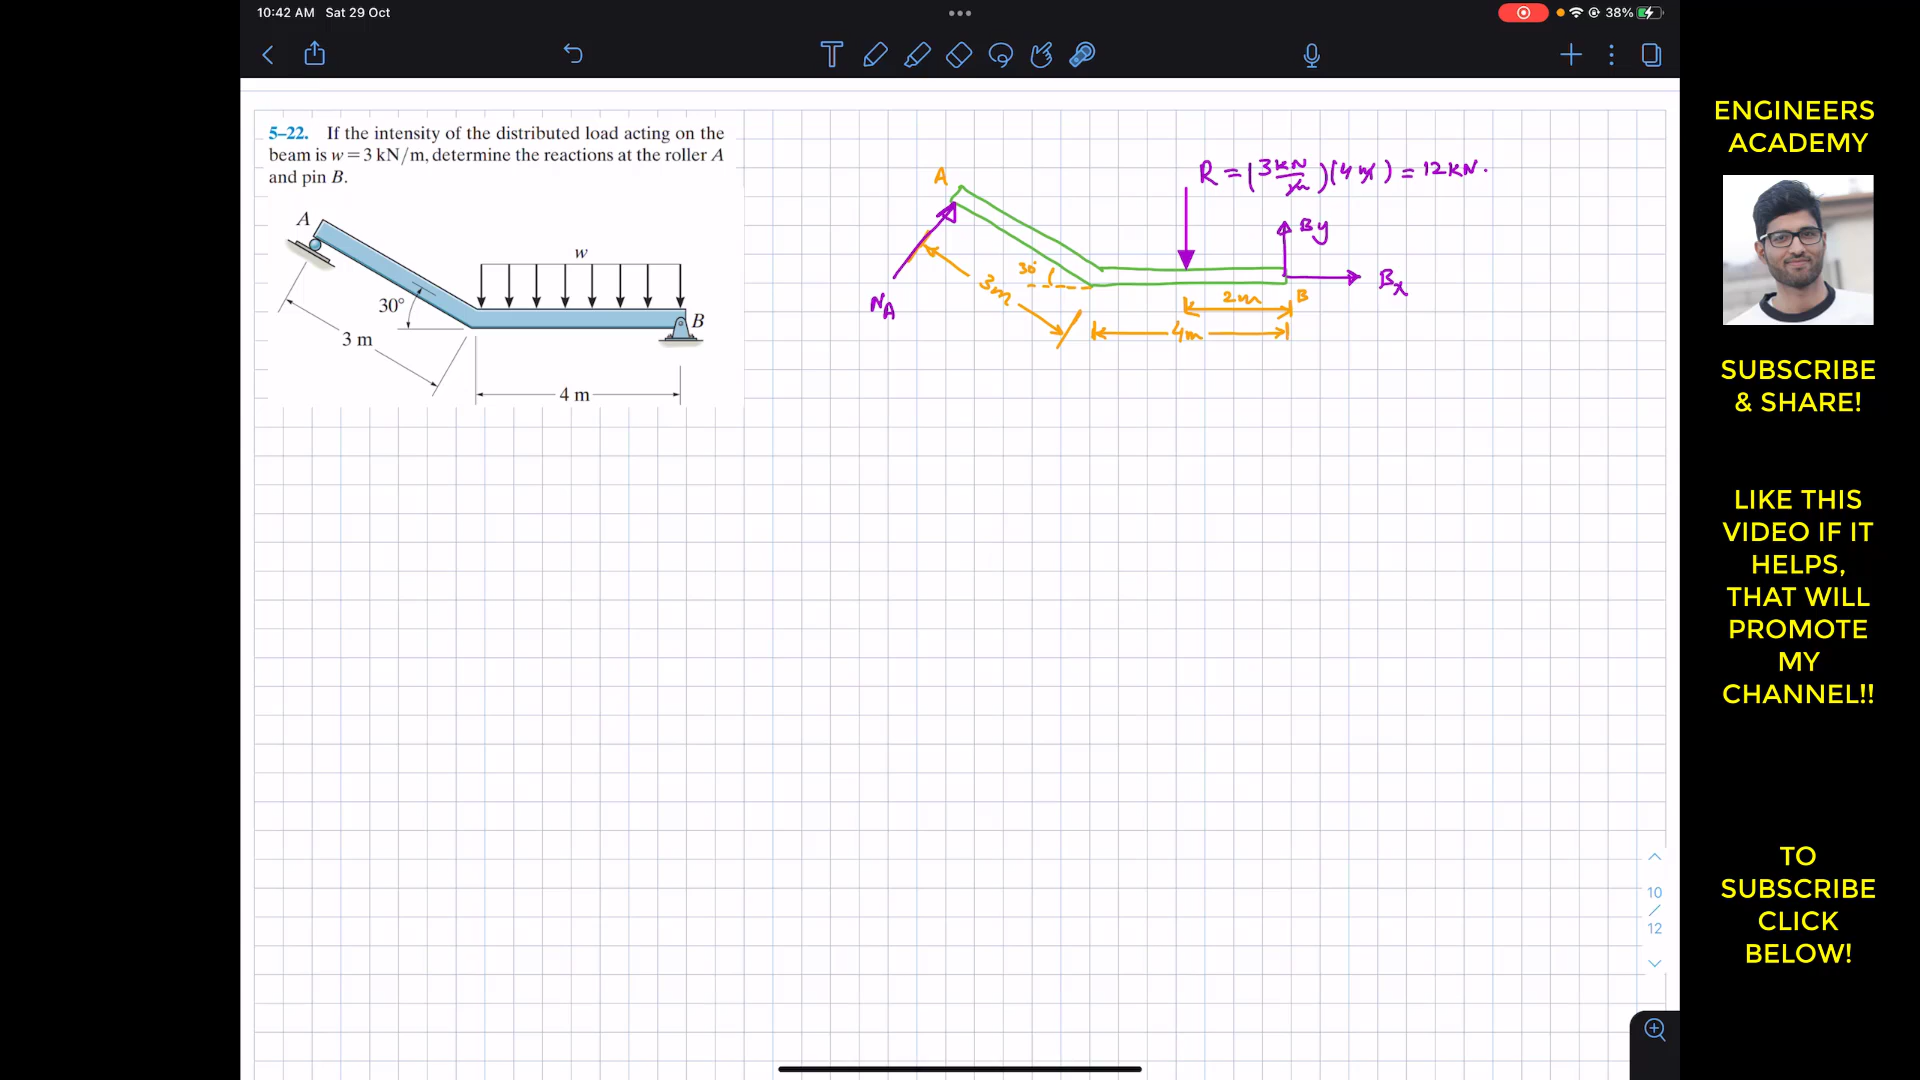 10:42 AM Sat 29 Oct
38%
5–22. If the intensity of the distributed load acting on the
beam is w = 3 kN/m, determine the reactions at the roller A
and pin B.
A
w
30°
B
3 m
4 m
A
R = (3 kN/m)(4 m) = 12 kN.
By
30°
3m
NA
2m
B
Bx
4m
ENGINEERS
ACADEMY
SUBSCRIBE
& SHARE!
LIKE THIS
VIDEO IF IT
HELPS,
THAT WILL
PROMOTE
MY
CHANNEL!!
TO
SUBSCRIBE
CLICK
BELOW!
10
/
12